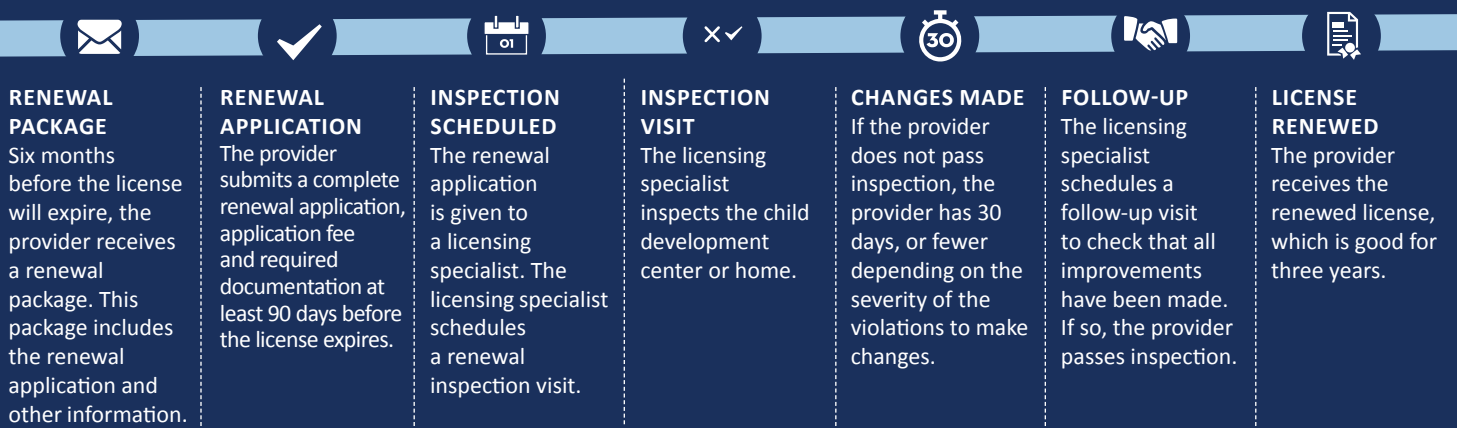 01
30
RENEWAL
PACKAGE
Six months
before the license
will expire, the
provider receives
a renewal
package. This
package includes
the renewal
application and
other information.
RENEWAL
APPLICATION
The provider
submits a complete
renewal application,
application fee
and required
documentation at
least 90 days before
the license expires.
INSPECTION
SCHEDULED
The renewal
application
is given to
a licensing
specialist. The
licensing specialist
schedules
a renewal
inspection visit.
INSPECTION
VISIT
The licensing
specialist
inspects the child
development
center or home.
CHANGES MADE
If the provider
does not pass
inspection, the
provider has 30
days, or fewer
depending on the
severity of the
violations to make
changes.
FOLLOW-UP
The licensing
specialist
schedules a
follow-up visit
to check that all
improvements
have been made.
If so, the provider
passes inspection.
LICENSE
RENEWED
The provider
receives the
renewed license,
which is good for
three years.